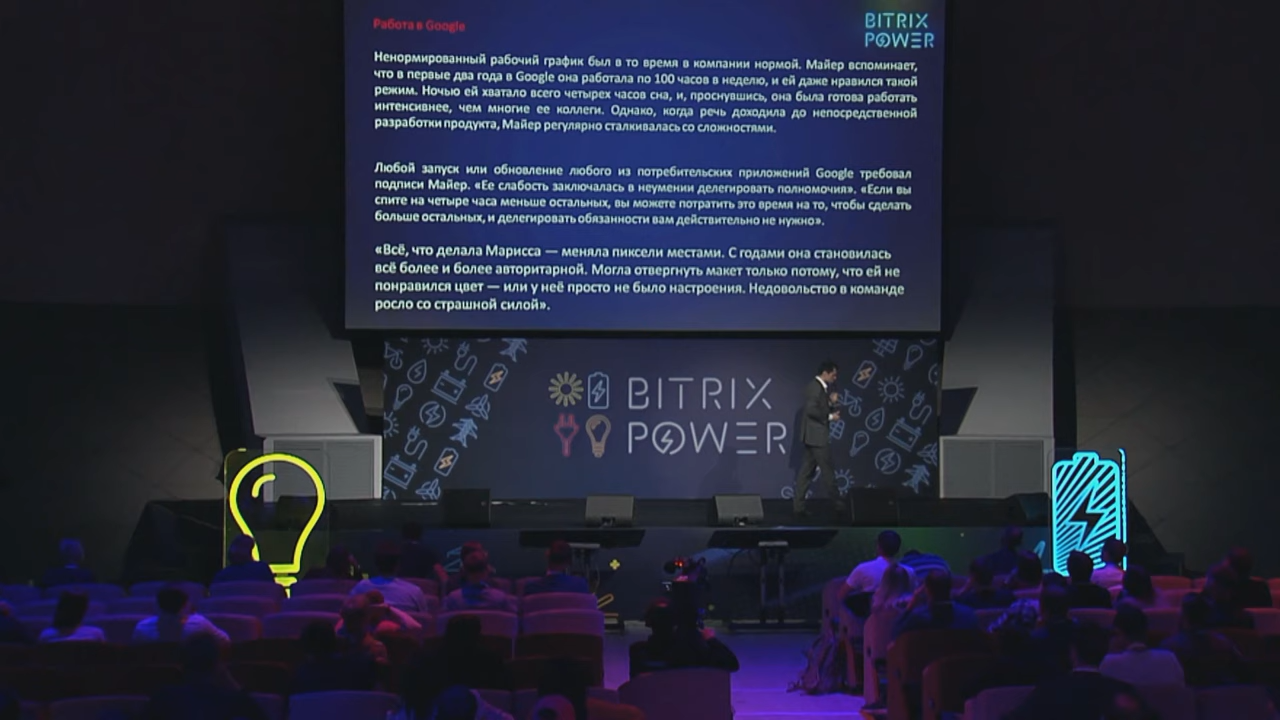 Работа в Google
BITRIX
POWER
Ненормированный рабочий график был в то время в компании нормой. Майер вспоминает,
что в первые два года в Google она работала по 100 часов в неделю, и ей даже нравился такой
режим. Ночью ей хватало всего четырех часов сна, и, проснувшись, она была готова работать
интенсивнее, чем многие ее коллеги. Однако, когда речь доходила до непосредственной
разработки продукта, Майер регулярно сталкивалась со сложностями.
Любой запуск или обновление любого из потребительских приложений Google требовал
подписи Майер. «Ее слабость заключалась в неумении делегировать полномочия». «Если вы
спите на четыре часа меньше остальных, вы можете потратить это время на то, чтобы сделать
больше остальных, и делегировать обязанности вам действительно не нужно».
«Всё, что делала Марисса — меняла пиксели местами. С годами она становилась
всё более и более авторитарной. Могла отвергнуть макет только потому, что ей не
понравился цвет — или у неё просто не было настроения. Недовольство в команде
росло со страшной силой».
BITRIX
POWER